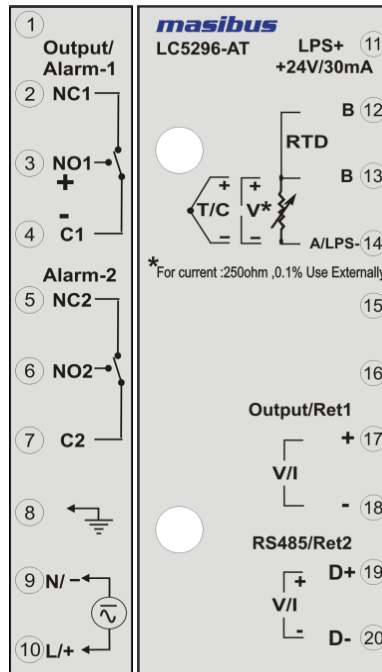 1
Output/
Alarm-1
2 NC1
3 NO1
+
-
4 C1
Alarm-2
5 NC2
6 NO2
7 C2
8
9 N/ -
10 L/+
masibus
LC5296-AT
LPS+ 11
+24V/30mA
B 12
RTD
B 13
+ +
T/C V*
- -
A/LPS- 14
*For current :250ohm ,0.1% Use Externally
15
16
Output/Ret1
+ 17
V/I
- 18
RS485/Ret2
D+ 19
+
V/I
-
D- 20